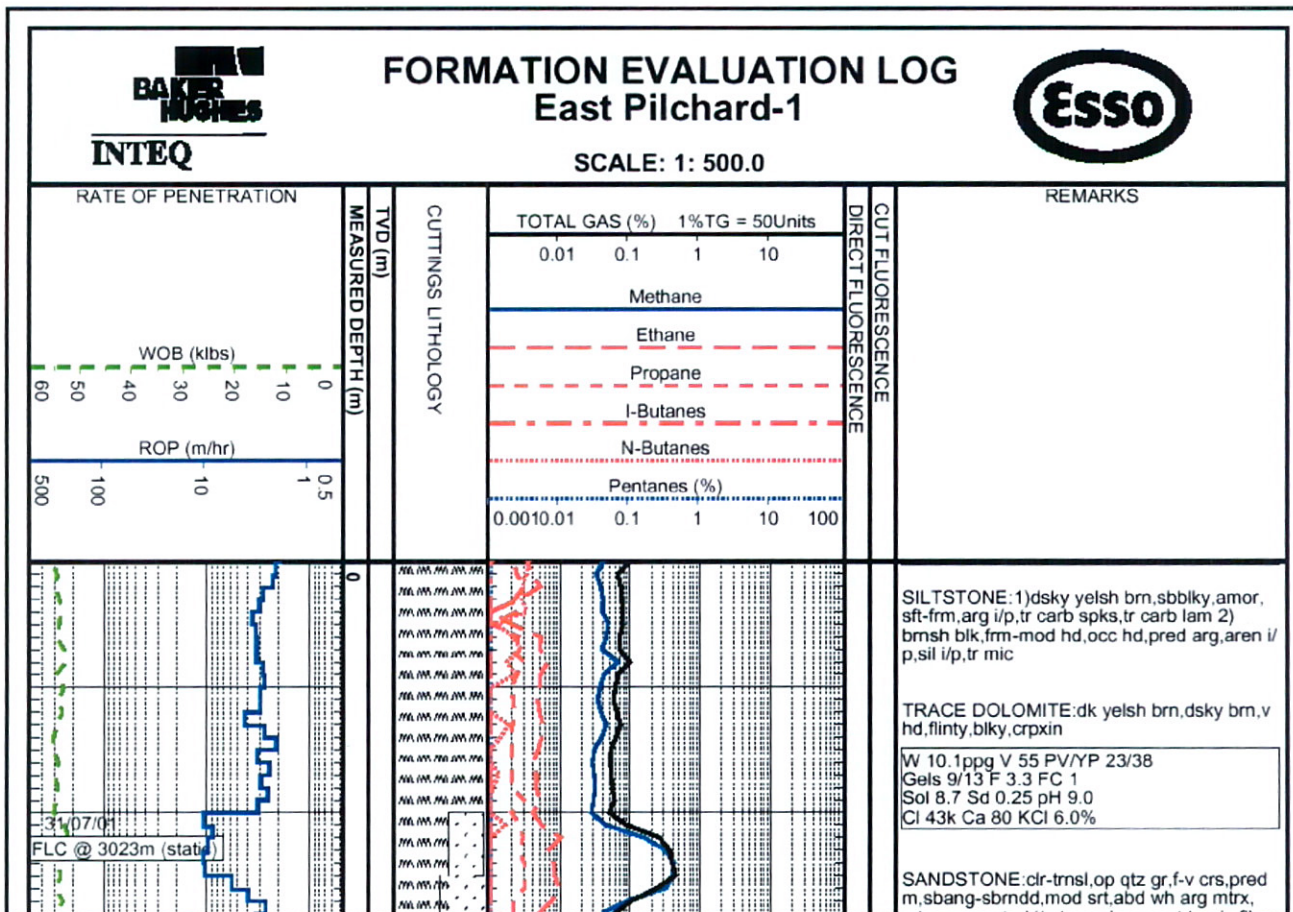 BAKER
HUGHES
INTEQ
FORMATION EVALUATION LOG
East Pilchard-1
SCALE: 1: 500.0
Esso
RATE OF PENETRATION
WOB (klbs)
60 50 40 30 20 10 0
ROP (m/hr)
500 100 10 1 0.5
MEASURED DEPTH (m)
TVD (m)
CUTTINGS LITHOLOGY
TOTAL GAS (%) 1%TG = 50Units
0.01 0.1 1 10
Methane
Ethane
Propane
I-Butanes
N-Butanes
Pentanes (%)
0.001 0.01 0.1 1 10 100
DIRECT FLUORESCENCE
CUT FLUORESCENCE
REMARKS
0
SILTSTONE:1)dsky yelsh brn,sbblky,amor,
sft-frm,arg i/p,tr carb spks,tr carb lam 2)
brnsh blk,frm-mod hd,occ hd,pred arg,aren i/
p,sil i/p,tr mic
TRACE DOLOMITE:dk yelsh brn,dsky brn,v
hd,flinty,blky,crpxln
W 10.1ppg V 55 PV/YP 23/38
Gels 9/13 F 3.3 FC 1
Sol 8.7 Sd 0.25 pH 9.0
Cl 43k Ca 80 KCl 6.0%
31/07/01
FLC @ 3023m (static)
SANDSTONE:clr-trnsl,op qtz gr,f-v crs,pred
m,sbang-sbrndd,mod srt,abd wh arg mtrx,